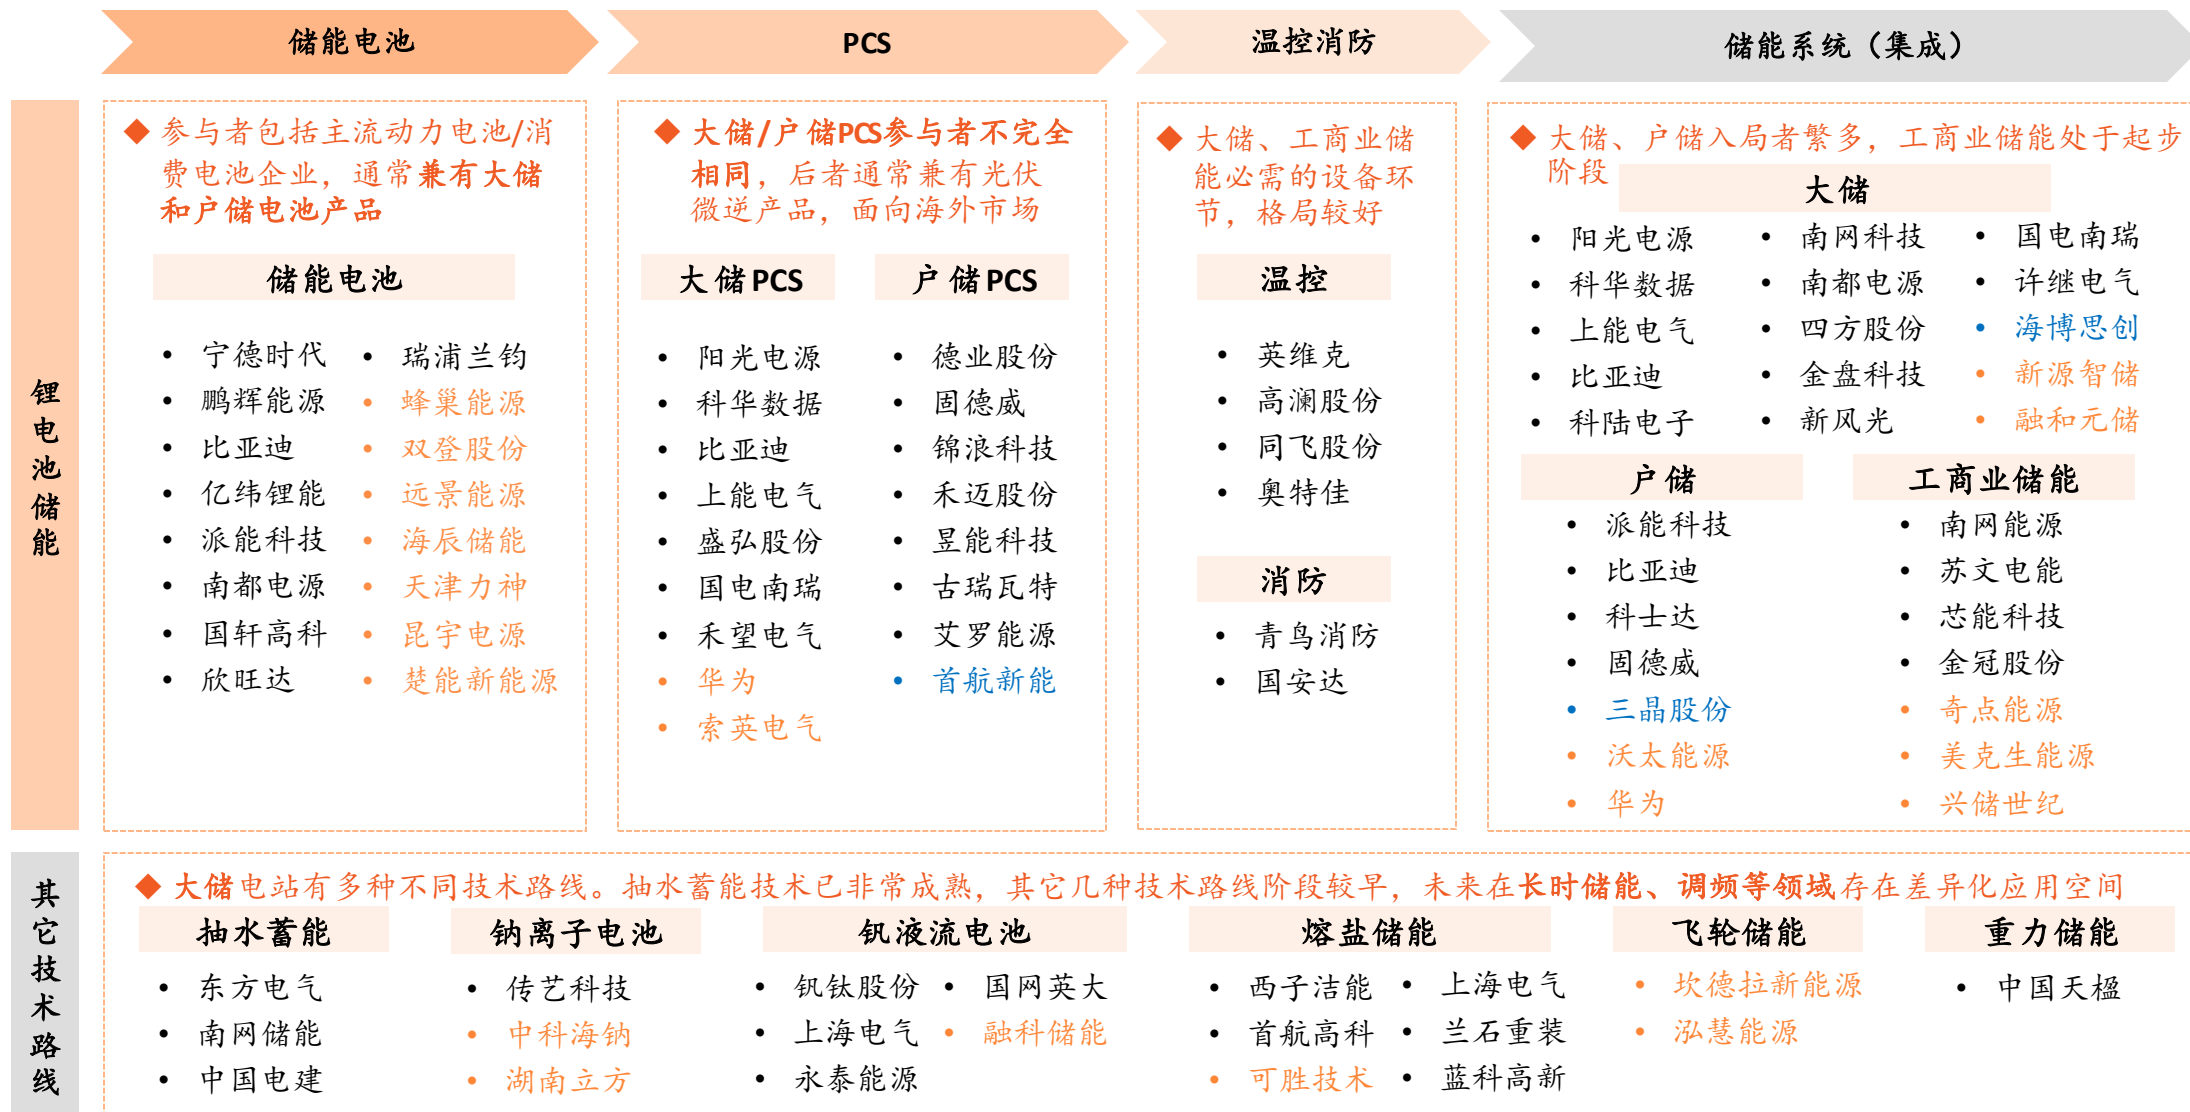 储能电池
PCS
温控消防
储能系统（集成）
锂电池储能
◆ 参与者包括主流动力电池/消
费电池企业，通常兼有大储
和户储电池产品
储能电池
• 宁德时代
• 鹏辉能源
• 比亚迪
• 亿纬锂能
• 派能科技
• 南都电源
• 国轩高科
• 欣旺达
• 瑞浦兰钧
• 蜂巢能源
• 双登股份
• 远景能源
• 海辰储能
• 天津力神
• 昆宇电源
• 楚能新能源
◆ 大储/户储PCS参与者不完全
相同，后者通常兼有光伏
微逆产品，面向海外市场
大储PCS
• 阳光电源
• 科华数据
• 比亚迪
• 上能电气
• 盛弘股份
• 国电南瑞
• 禾望电气
• 华为
• 索英电气
户储PCS
• 德业股份
• 固德威
• 锦浪科技
• 禾迈股份
• 昱能科技
• 古瑞瓦特
• 艾罗能源
• 首航新能
◆ 大储、工商业储
能必需的设备环
节，格局较好
温控
• 英维克
• 高澜股份
• 同飞股份
• 奥特佳
消防
• 青鸟消防
• 国安达
◆ 大储、户储入局者繁多，工商业储能处于起步
阶段
大储
• 阳光电源
• 科华数据
• 上能电气
• 比亚迪
• 科陆电子
• 南网科技
• 南都电源
• 四方股份
• 金盘科技
• 新风光
• 国电南瑞
• 许继电气
• 海博思创
• 新源智储
• 融和元储
户储
• 派能科技
• 比亚迪
• 科士达
• 固德威
• 三晶股份
• 沃太能源
• 华为
工商业储能
• 南网能源
• 苏文电能
• 芯能科技
• 金冠股份
• 奇点能源
• 美克生能源
• 兴储世纪
其它技术路线
◆ 大储电站有多种不同技术路线。抽水蓄能技术已非常成熟，其它几种技术路线阶段较早，未来在长时储能、调频等领域存在差异化应用空间
抽水蓄能
• 东方电气
• 南网储能
• 中国电建
钠离子电池
• 传艺科技
• 中科海钠
• 湖南立方
钒液流电池
• 钒钛股份
• 上海电气
• 永泰能源
• 国网英大
• 融科储能
熔盐储能
• 西子洁能
• 首航高科
• 可胜技术
• 上海电气
• 兰石重装
• 蓝科高新
飞轮储能
• 坎德拉新能源
• 泓慧能源
重力储能
• 中国天楹